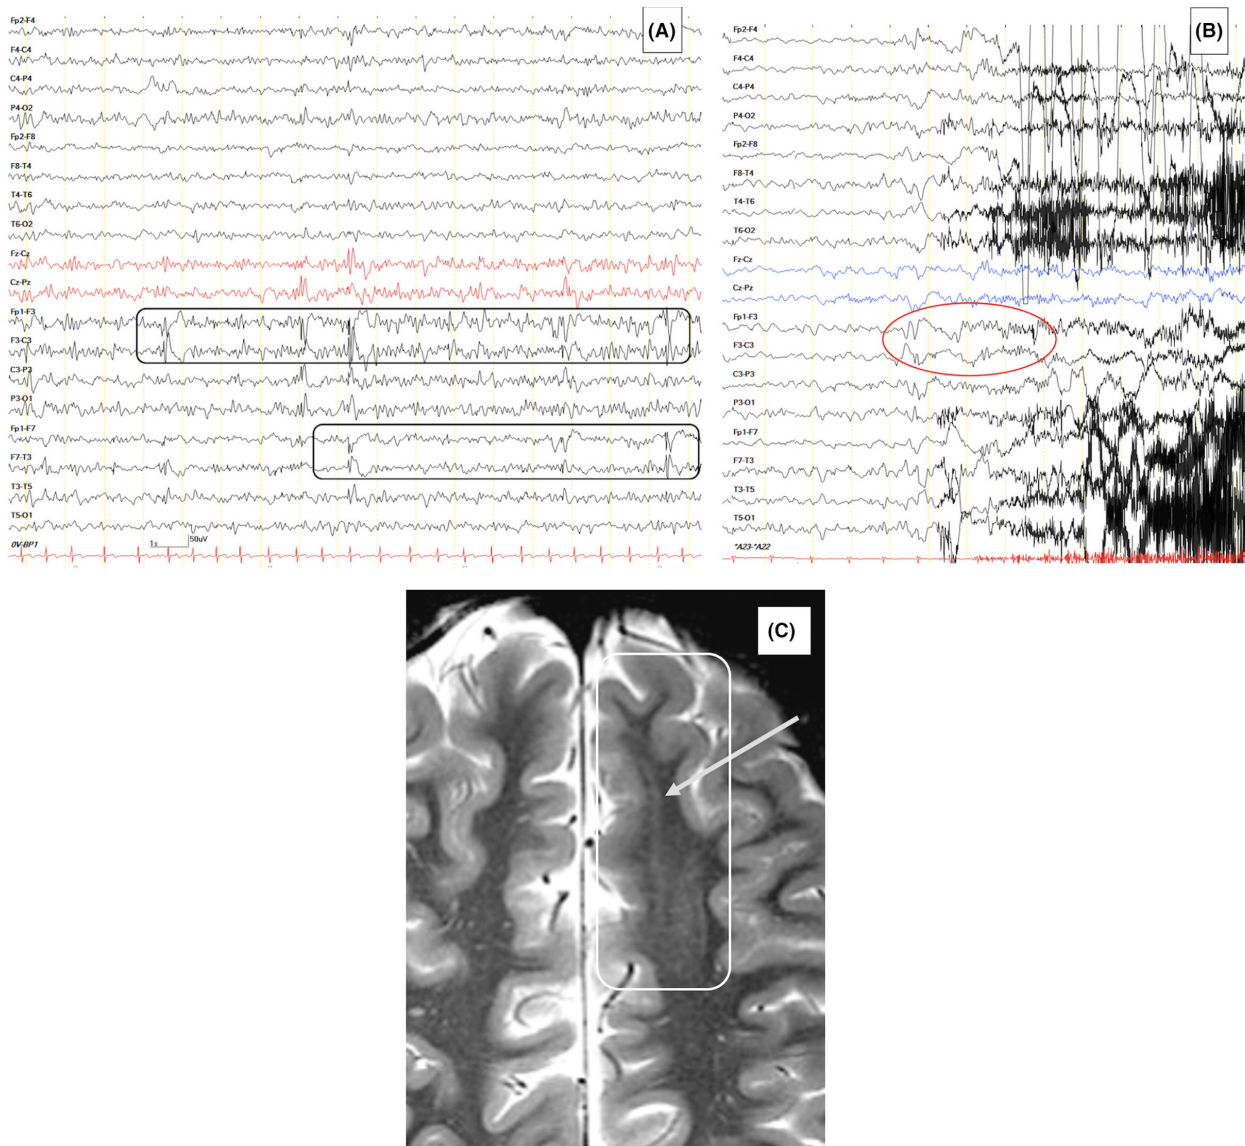 (A)
Fp2-F4
F4-C4
C4-P4
P4-O2
Fp2-F8
F8-T4
T4-T6
T6-O2
Fz-Cz
Cz-Pz
Fp1-F3
F3-C3
C3-P3
P3-O1
Fp1-F7
F7-T3
T3-T5
T5-O1
1s
50uV
(B)
Fp2-F4
F4-C4
C4-P4
P4-O2
Fp2-F8
F8-T4
T4-T6
T6-O2
Fz-Cz
Cz-Pz
Fp1-F3
F3-C3
C3-P3
P3-O1
Fp1-F7
F7-T3
T3-T5
T5-O1
*A23-*A22
(C)